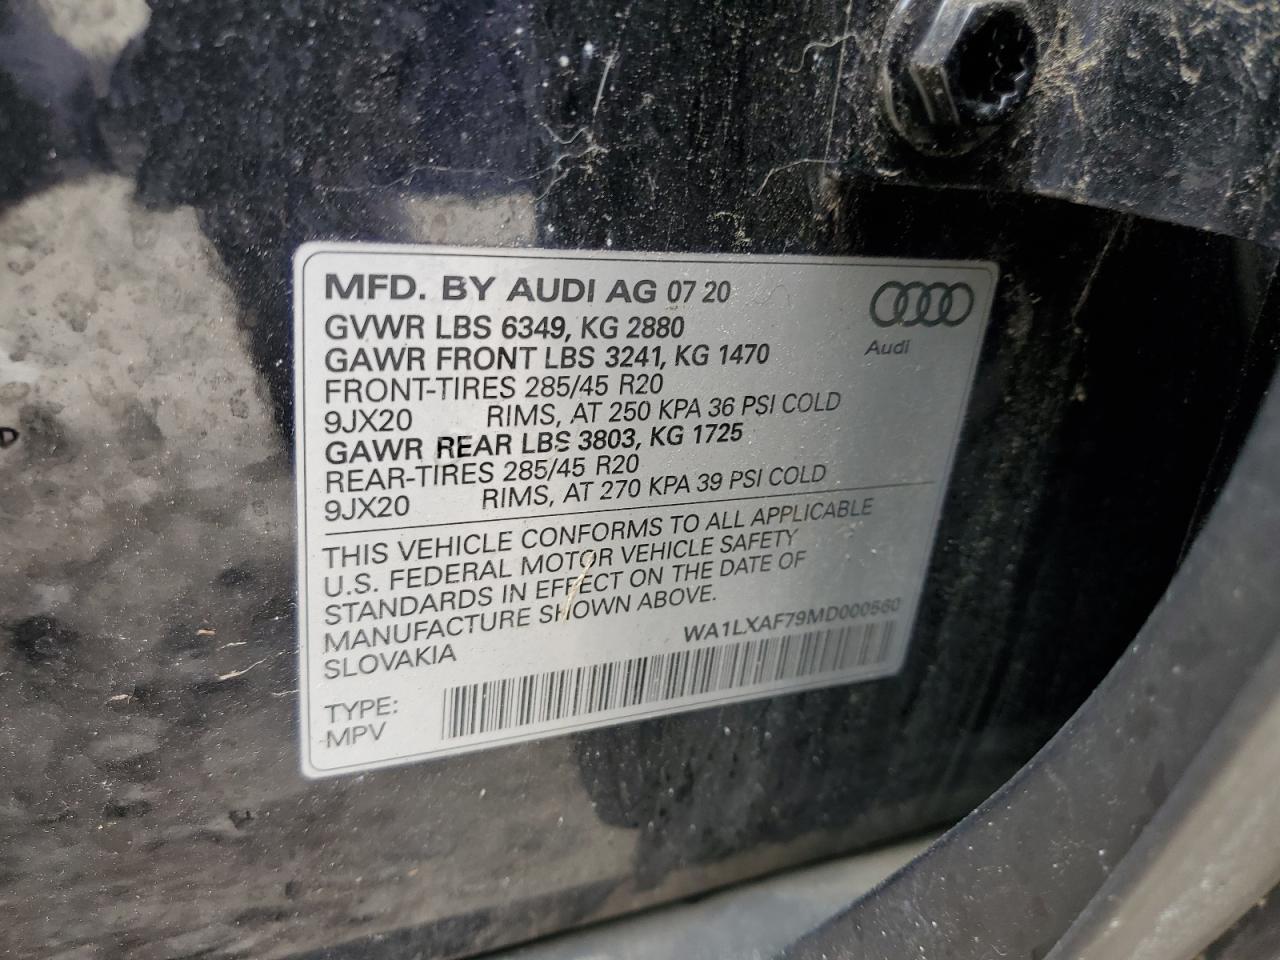 MFD. BY AUDI AG 07 20
GVWR LBS 6349, KG 2880
GAWR FRONT LBS 3241, KG 1470
FRONT-TIRES 285/45 R20
9JX20 RIMS, AT 250 KPA 36 PSI COLD
GAWR REAR LBS 3803, KG 1725
REAR-TIRES 285/45 R20
9JX20 RIMS, AT 270 KPA 39 PSI COLD
Audi
THIS VEHICLE CONFORMS TO ALL APPLICABLE
U.S. FEDERAL MOTOR VEHICLE SAFETY
STANDARDS IN EFFECT ON THE DATE OF
MANUFACTURE SHOWN ABOVE.
SLOVAKIA
WA1LXAF79MD000560
TYPE:
MPV